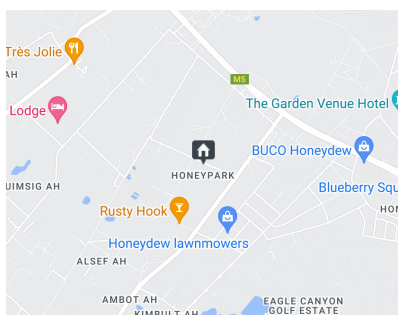 Très Jolie
AH
M5
Lodge
The Garden Venue Hotel
BUCO Honeydew
HONEYPARK
UIMSIG AH
Blueberry Squ
Rusty Hook
HON
Honeydew lawnmowers
ALSEF AH
AMBOT AH
KIMBULT AH
EAGLE CANYON
GOLF ESTATE